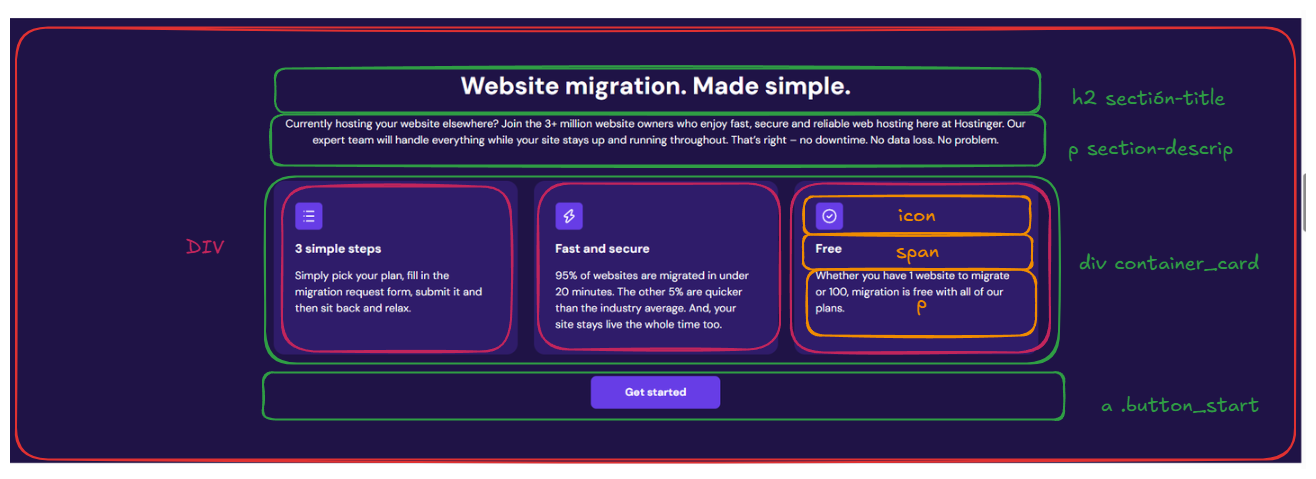 Website migration. Made simple.
h2 sectión-title
Currently hosting your website elsewhere? Join the 3+ million website owners who enjoy fast, secure and reliable web hosting here at Hostinger. Our
expert team will handle everything while your site stays up and running throughout. That's right – no downtime. No data loss. No problem.
p section-descrip
DIV
3 simple steps
Simply pick your plan, fill in the
migration request form, submit it and
then sit back and relax.
Fast and secure
95% of websites are migrated in under
20 minutes. The other 5% are quicker
than the industry average. And, your
site stays live the whole time too.
icon
Free
span
Whether you have 1 website to migrate
or 100, migration is free with all of our
plans.
p
div container_card
Get started
a .button_start